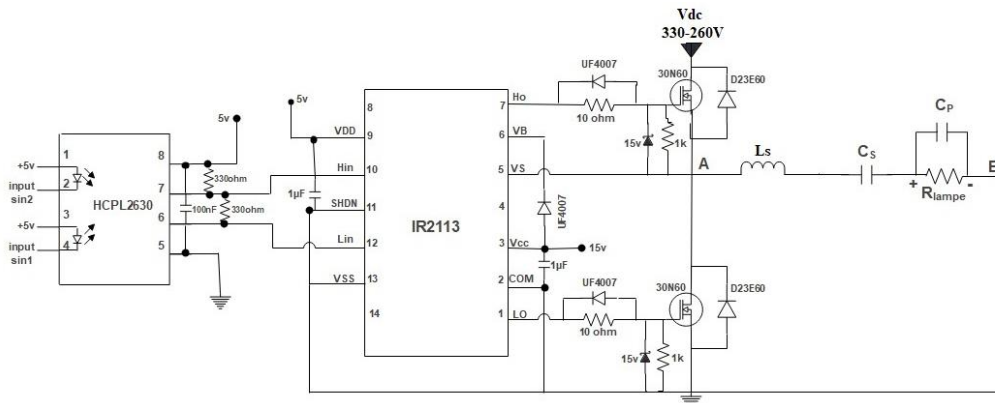 Vdc
330-260V
UF4007
30N60
D23E60
5v
5v
8
Ho
7
10 ohm
15v
1k
CP
1
+5v
8
VDD
9
VB
6
input
2
sin2
7
330ohm
Hin
10
VS
5
A
Ls
CS
+
Rlampe
-
B
HCPL2630
3
+5v
100nF
330ohm
1µF
SHDN
11
IR2113
4
UF4007
input
4
sin1
6
5
Lin
12
3
Vcc
15v
1µF
VSS
13
2
COM
UF4007
30N60
D23E60
14
1
LO
10 ohm
15v
1k